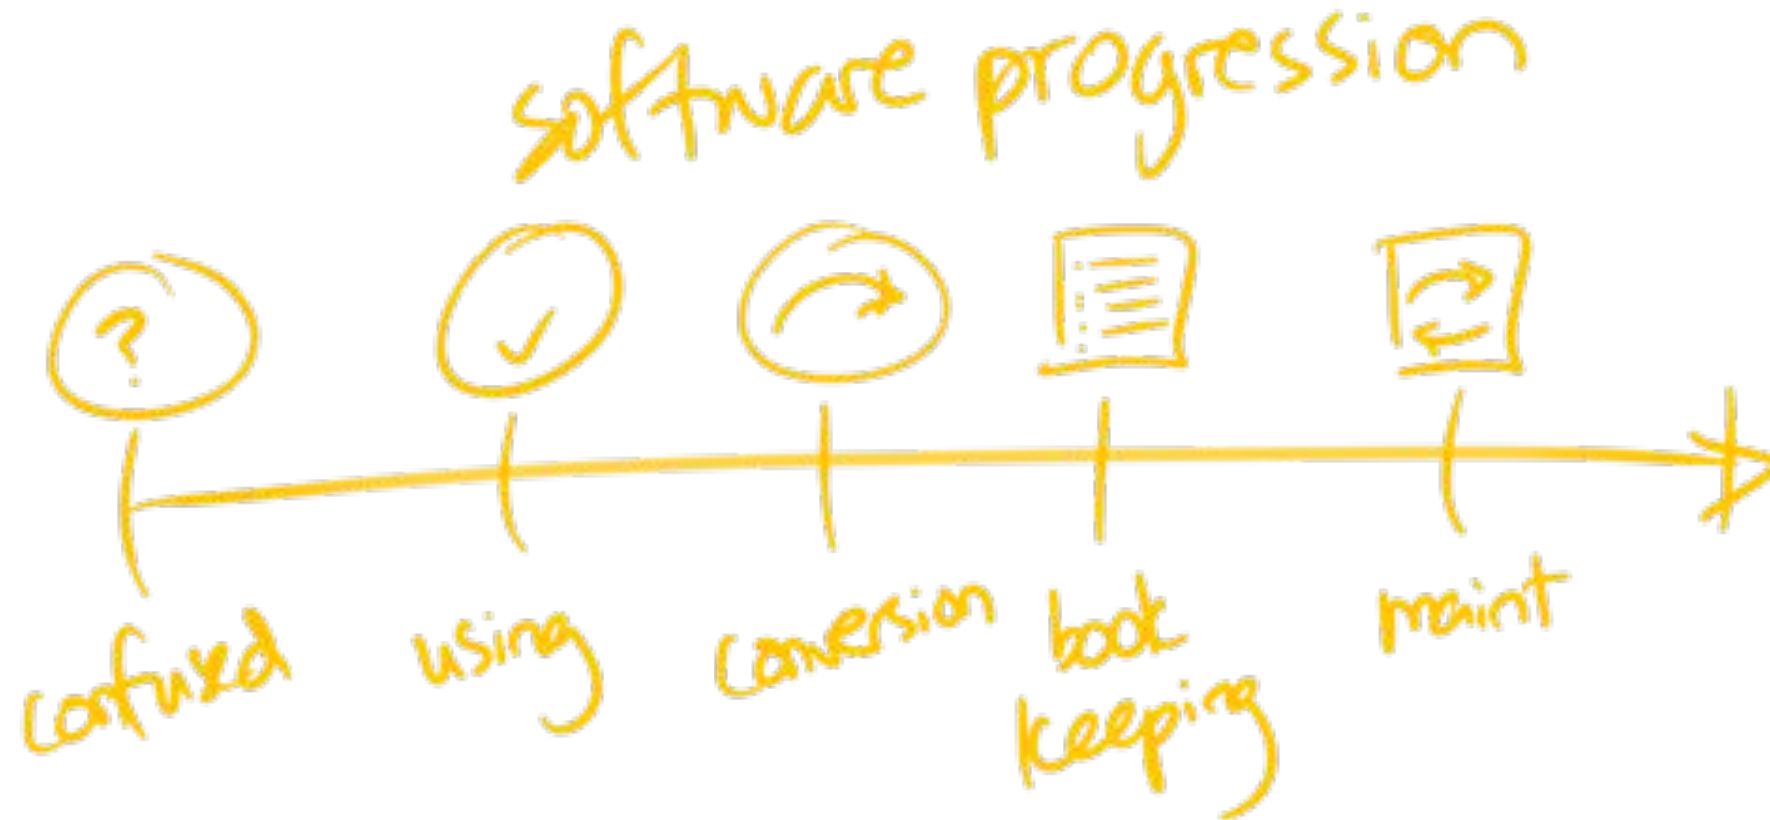 software progression
?
confused
using
conversion
book
keeping
maint